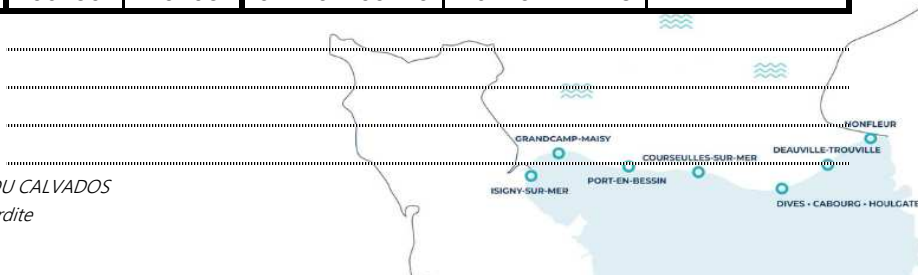 HONFLEUR
GRANDCAMP-MAISY
DEAUVILLE-TROUVILLE
COURSEULLES-SUR-MER
PORT-EN-BESSIN
DU CALVADOS
ISIGNY-SUR-MER
DIVES • CABOURG • HOULGATE